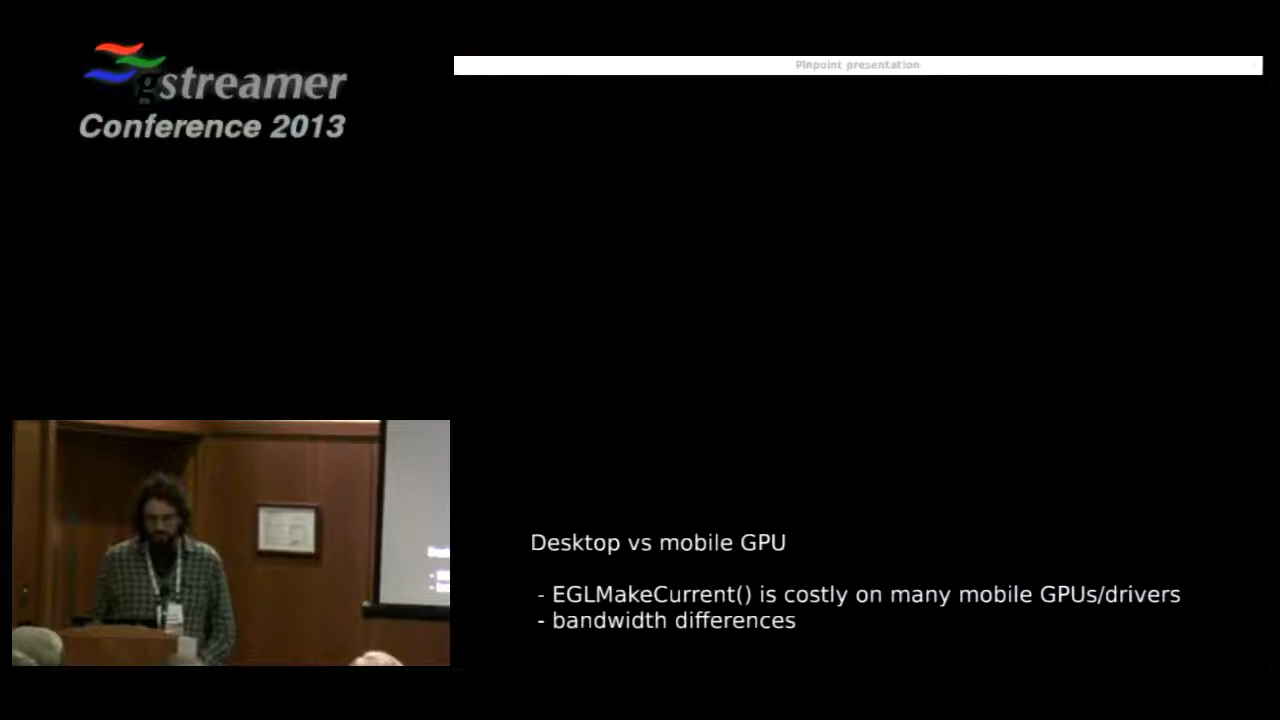 gstreamer
Conference 2013
Pinpoint presentation
Desktop vs mobile GPU
- EGLMakeCurrent() is costly on many mobile GPUs/drivers
- bandwidth differences